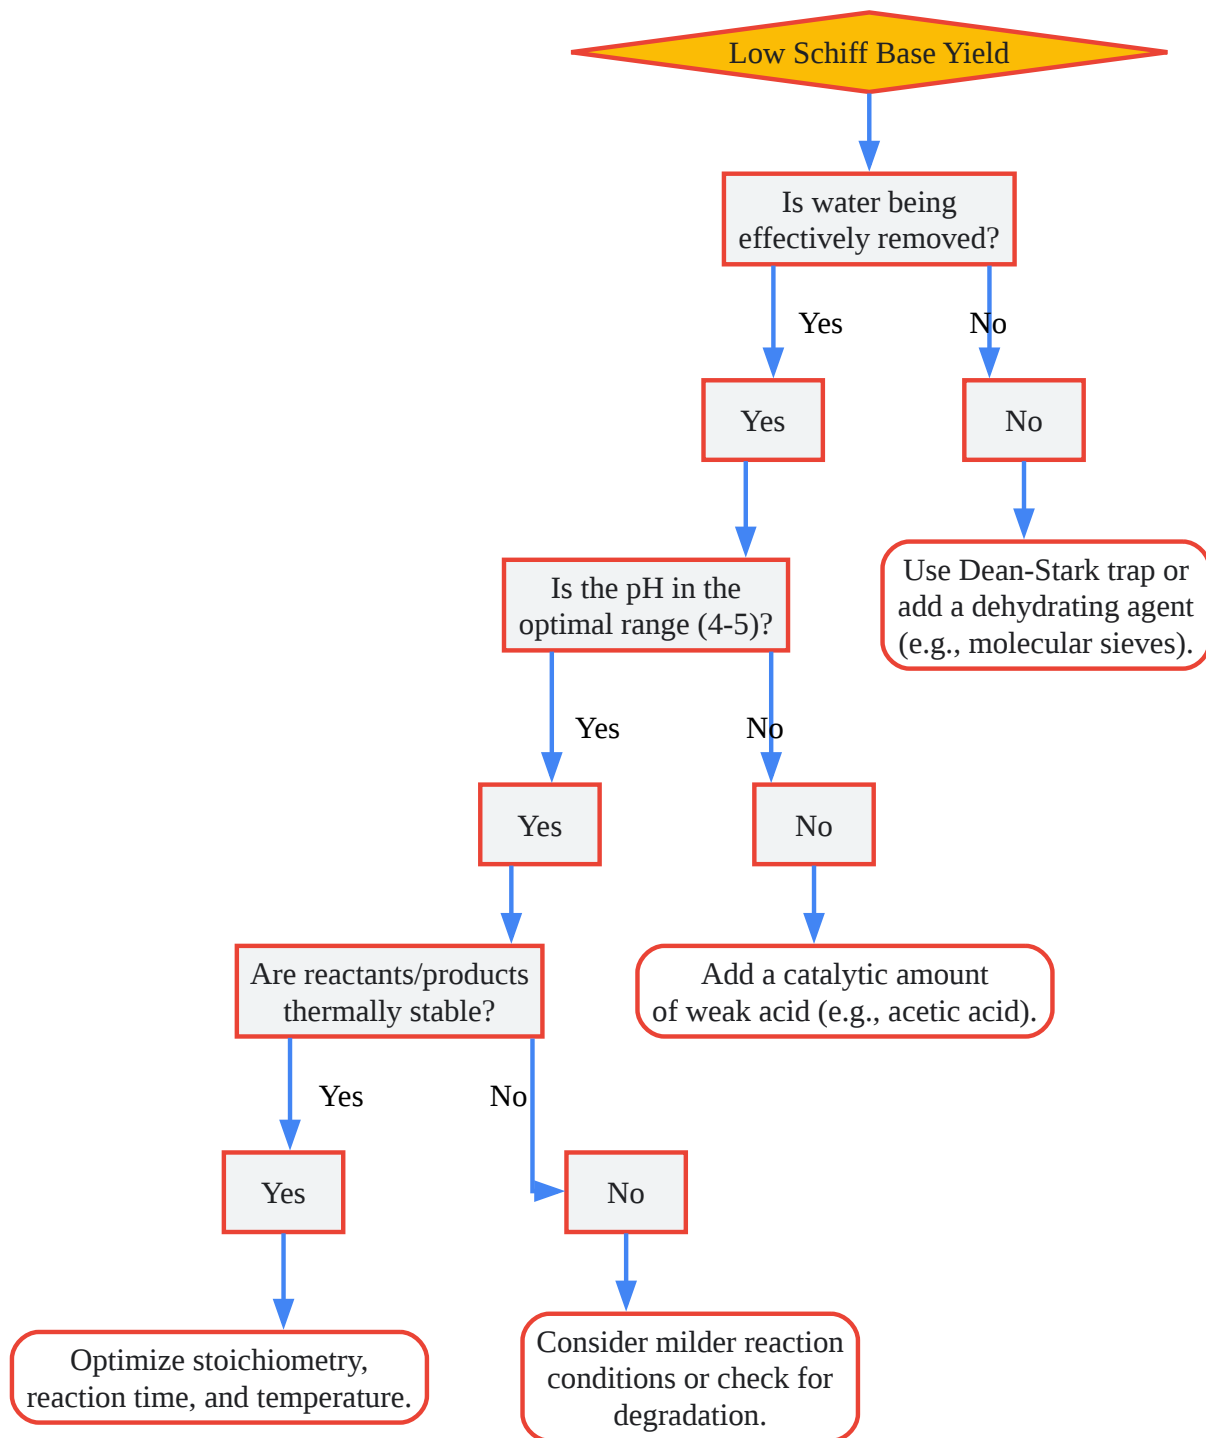 Low Schiff Base Yield
Is water being
effectively removed?
Yes
No
Yes
No
Use Dean-Stark trap or
add a dehydrating agent
(e.g., molecular sieves).
Is the pH in the
optimal range (4-5)?
Yes
No
Yes
No
Add a catalytic amount
of weak acid (e.g., acetic acid).
Are reactants/products
thermally stable?
Yes
No
Yes
No
Optimize stoichiometry,
reaction time, and temperature.
Consider milder reaction
conditions or check for
degradation.